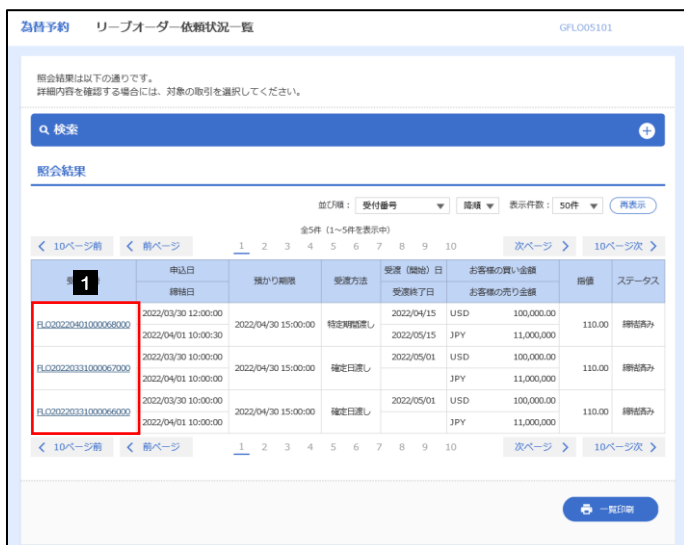 為替予約 リーブオーダー依頼状況一覧 GFLO05101
照会結果は以下の通りです。
詳細内容を確認する場合には、対象の取引を選択してください。
検索
照会結果
並び順： 受付番号 降順 表示件数： 50件 再表示
全5件（1～5件を表示中）
10ページ前 前ページ 1 2 3 4 5 6 7 8 9 10 次ページ 10ページ次
1
申込日 預かり期限 受渡方法 受渡（開始）日 お客様の買い金額 指値 ステータス
締結日 受渡終了日 お客様の売り金額
FLO20220401000068000 2022/03/30 12:00:00 2022/04/30 15:00:00 特定期間渡し 2022/04/15 USD 100,000.00 110.00 締結済み
2022/04/01 10:00:30 2022/05/15 JPY 11,000,000
FLO20220331000067000 2022/03/30 10:00:00 2022/04/30 15:00:00 確定日渡し 2022/05/01 USD 100,000.00 110.00 締結済み
2022/04/01 10:00:00 JPY 11,000,000
FLO20220331000066000 2022/03/30 10:00:00 2022/04/30 15:00:00 確定日渡し 2022/05/01 USD 100,000.00 110.00 締結済み
2022/04/01 10:00:00 JPY 11,000,000
10ページ前 前ページ 1 2 3 4 5 6 7 8 9 10 次ページ 10ページ次
一覧印刷